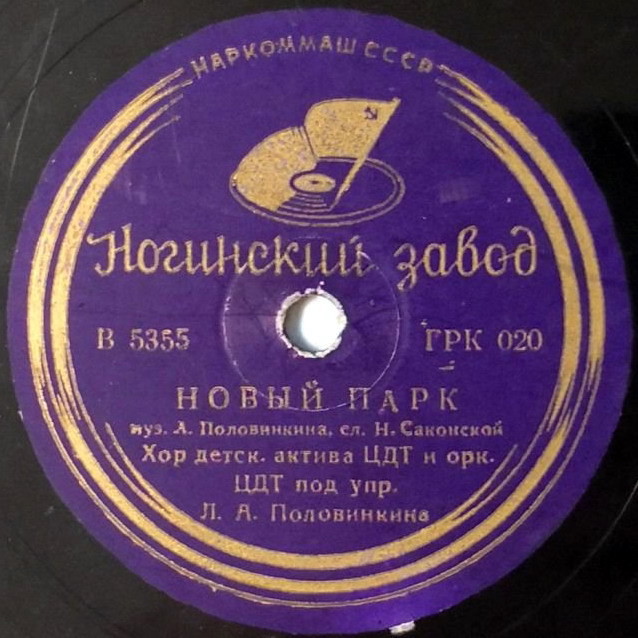 НАРКОММАШ СССР
Ногинский завод
В 5355 ГРК 020
НОВЫЙ ПАРК
муз. А. Половинкина, сл. Н. Саконской
Хор детск. актива ЦДТ и орк.
ЦДТ под упр.
Л. А. Половинкина